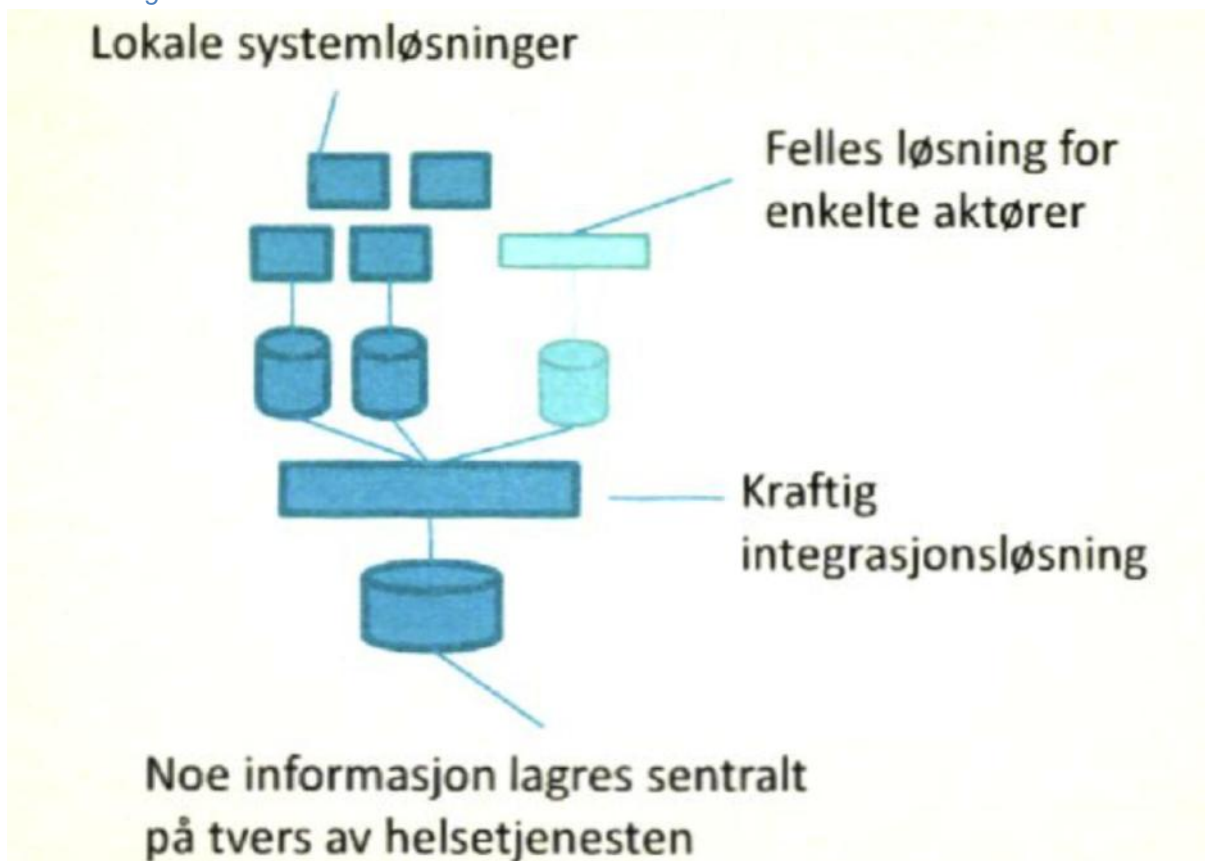 Lokale systemløsninger
Felles løsning for
enkelte aktører
Kraftig
integrasjonsløsning
Noe informasjon lagres sentralt
på tvers av helsetjenesten